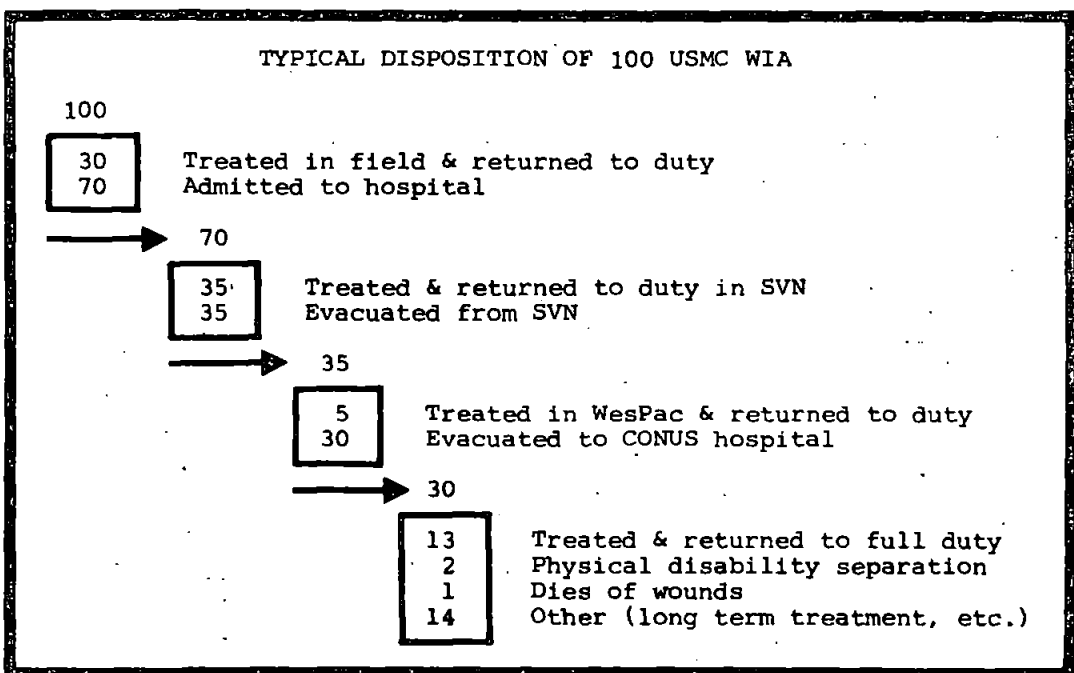 TYPICAL DISPOSITION OF 100 USMC WIA
100
30 Treated in field & returned to duty
70 Admitted to hospital
70
35 Treated & returned to duty in SVN
35 Evacuated from SVN
35
5 Treated in WesPac & returned to duty
30 Evacuated to CONUS hospital
30
13 Treated & returned to full duty
2 Physical disability separation
1 Dies of wounds
14 Other (long term treatment, etc.)